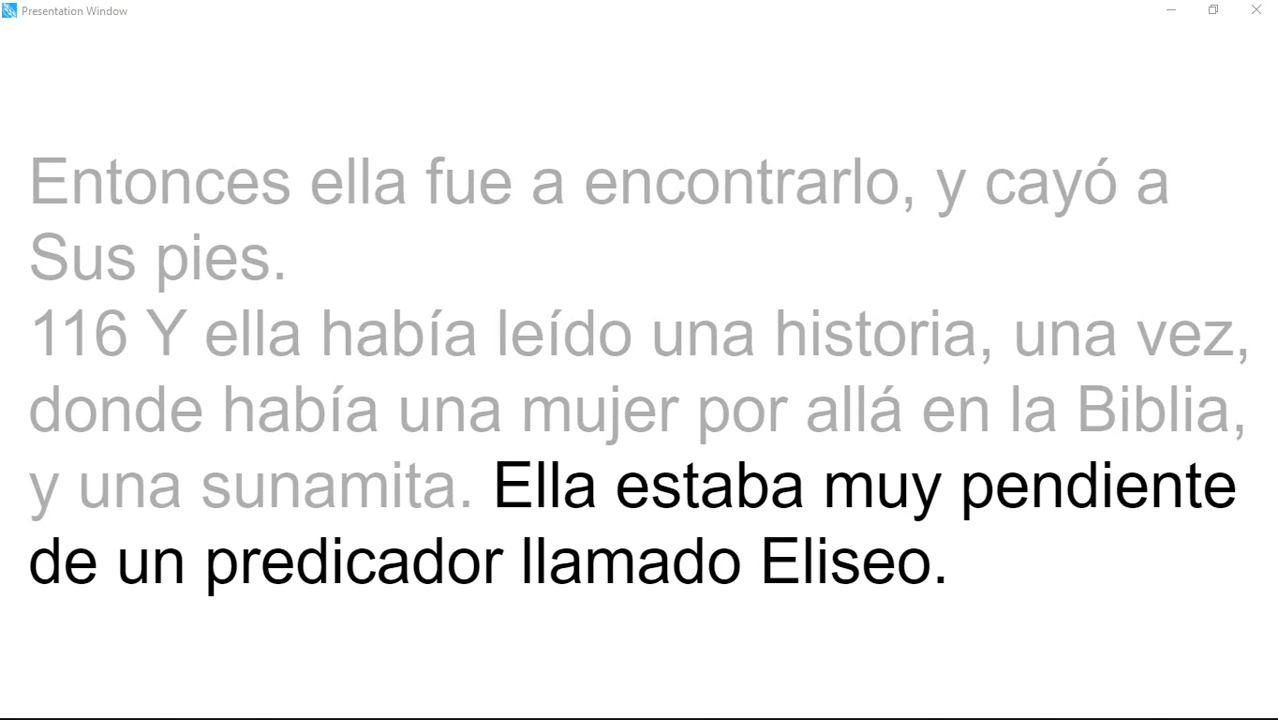 Presentation Window
Entonces ella fue a encontrarlo, y cayó a
Sus pies.
116 Y ella había leído una historia, una vez,
donde había una mujer por allá en la Biblia,
y una sunamita. Ella estaba muy pendiente
de un predicador llamado Eliseo.